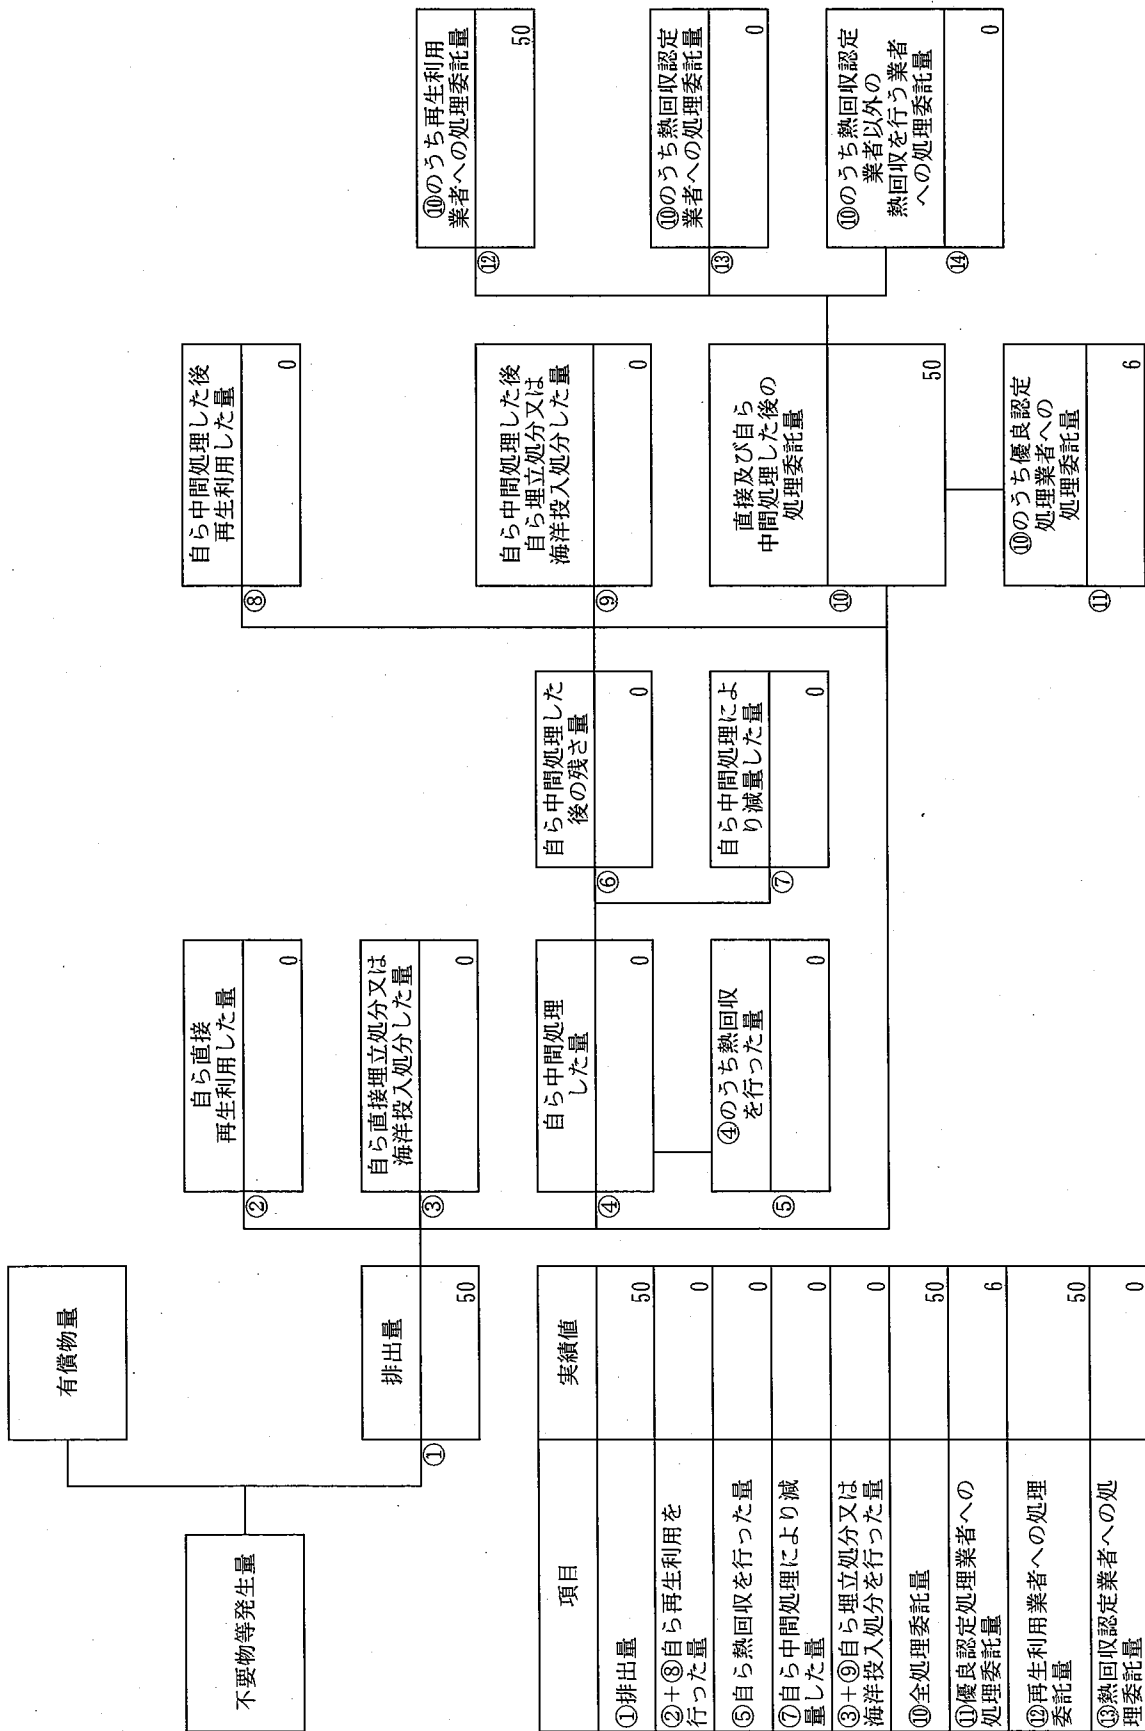 不要物等発生量
有償物量
①
排出量
50
②
自ら直接
再生利用した量
0
③
自ら直接埋立処分又は
海洋投入処分した量
0
④
自ら中間処理
した量
0
⑤
④のうち熱回収
を行った量
0
⑥
自ら中間処理した
後の残さ量
0
⑦
自ら中間処理によ
り減量した量
0
⑧
自ら中間処理した後
再生利用した量
0
⑨
自ら中間処理した後
自ら埋立処分又は
海洋投入処分した量
0
⑩
直接及び自ら
中間処理した後の
処理委託量
50
⑪
⑩のうち優良認定
処理業者への
処理委託量
6
⑫
⑩のうち再生利用
業者への処理委託量
50
⑬
⑩のうち熱回収認定
業者への処理委託量
0
⑭
⑩のうち熱回収認定
業者以外の
熱回収を行う業者
への処理委託量
0
項目 実績値
①排出量 50
②+⑧自ら再生利用を
行った量 0
⑤自ら熱回収を行った量 0
⑦自ら中間処理により減
量した量 0
③+⑨自ら埋立処分又は
海洋投入処分を行った量 0
⑩全処理委託量 50
⑪優良認定処理業者への
処理委託量 6
⑫再生利用業者への処理
委託量 50
⑬熱回収認定業者への処
理委託量 0